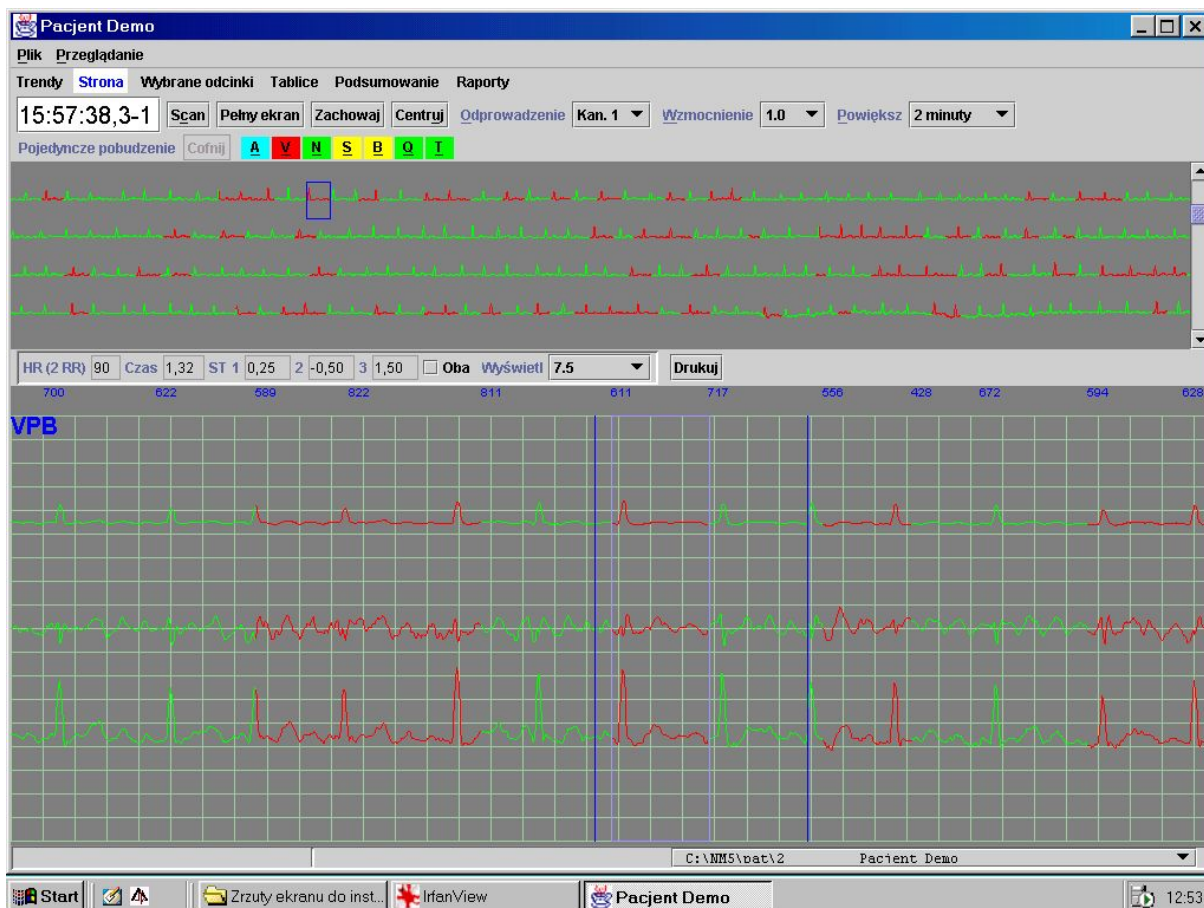 Pacjent Demo
Plik Przeglądanie
Trendy Strona Wybrane odcinki Tablice Podsumowanie Raporty
15:57:38,3-1 Scan Pełny ekran Zachowaj Centruj Odprowadzenie Kan. 1 Wzmocnienie 1.0 Powiększ 2 minuty
Pojedyncze pobudzenie Cofnij A V N S B Q T
HR (2 RR) 90 Czas 1,32 ST 1 0,25 2 -0,50 3 1,50 Oba Wyświetl 7.5 Drukuj
700 622 589 822 811 611 717 556 428 672 594 628
VPB
C:\NM5\pat\2 Pacjent Demo
Start Zrzuty ekranu do inst... IrfanView Pacjent Demo 12:53